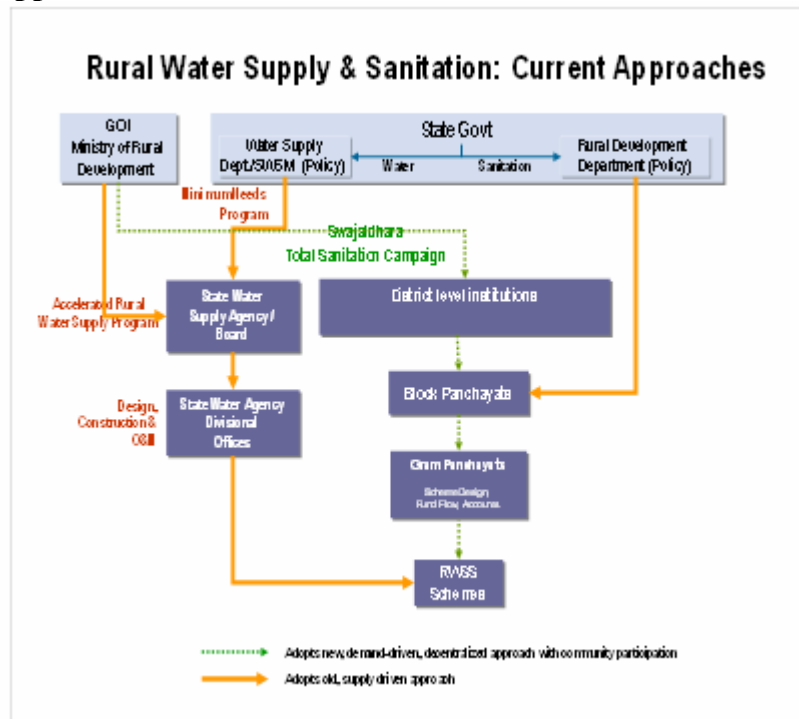 Rural Water Supply & Sanitation: Current Approaches
GOI
Ministry of Rural
Development
State Govt
Water Supply
Dept./SWSM (Policy)
Water
Sanitation
Rural Development
Department (Policy)
Minimum Needs
Program
Swajaldhara
Total Sanitation Campaign
Accelerated Rural
Water Supply Program
State Water
Supply Agency /
Board
District level institutions
Design,
Construction &
O&M
State Water Agency
Divisional
Offices
Block Panchayats
Gram Panchayats
Scheme Design,
Fund Flow, Accounts
RWSS
Schemes
Adopts new, demand-driven, decentralized approach with community participation
Adopts old, supply driven approach